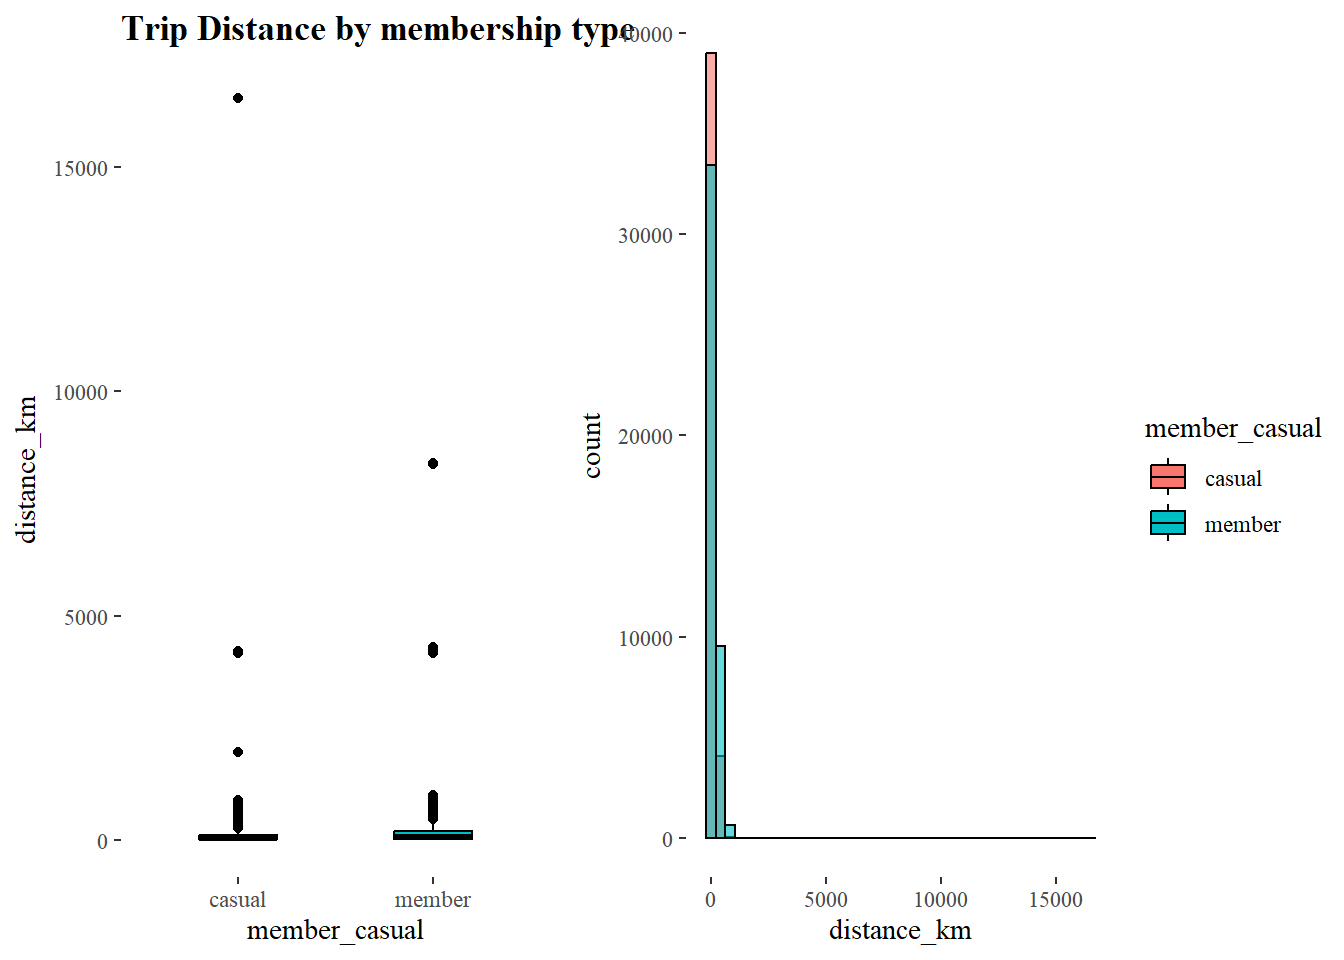 Trip Distance by membership type
distance_km
15000
10000
5000
0
casual member
member_casual
count
40000
30000
20000
10000
0
0 5000 10000 15000
distance_km
member_casual
casual
member